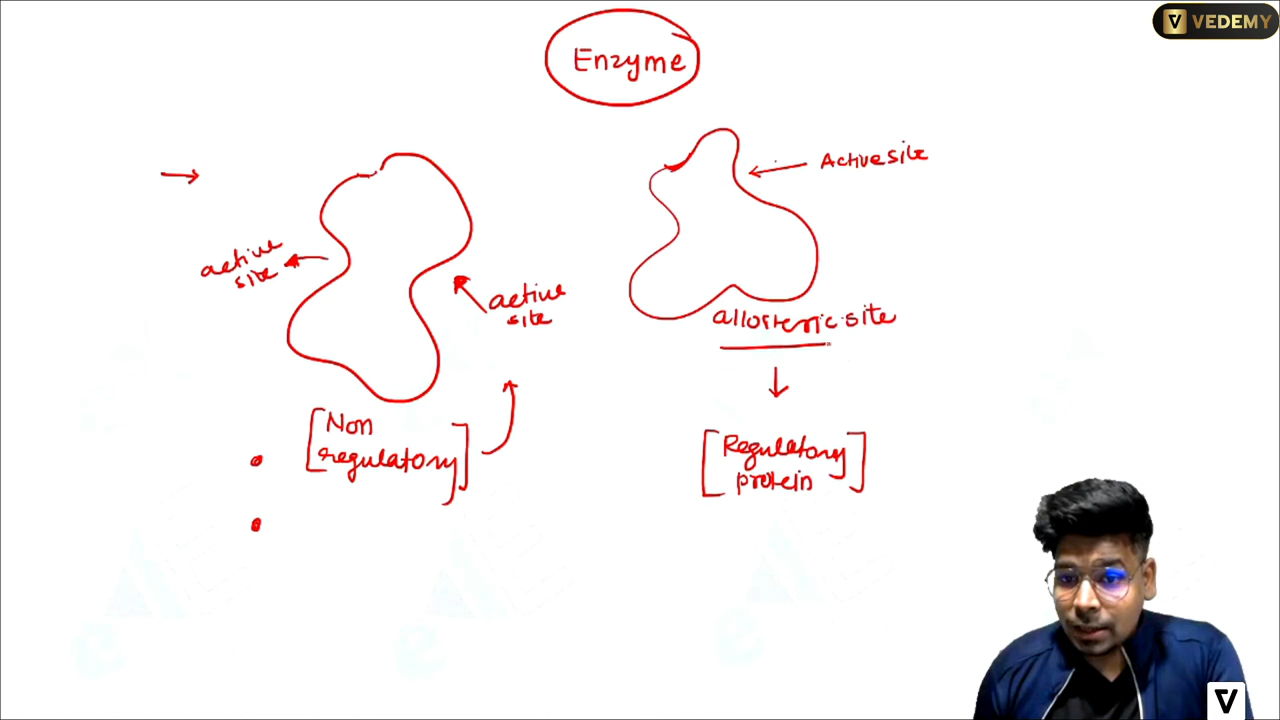 VEDEMY
Enzyme
Active site
active
site
active
site
allosteric site
[Non
regulatory]
[Regulatory
protein]